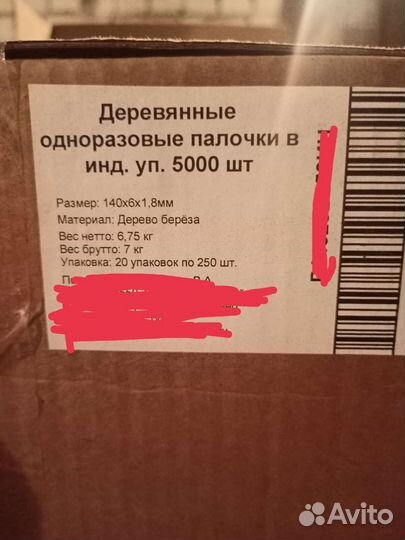 Деревянные
одноразовые палочки в
инд. уп. 5000 шт
Размер: 140х6х1,8мм
Материал: Дерево берёза
Вес нетто: 6,75 кг
Вес брутто: 7 кг
Упаковка: 20 упаковок по 250 шт.
Avito